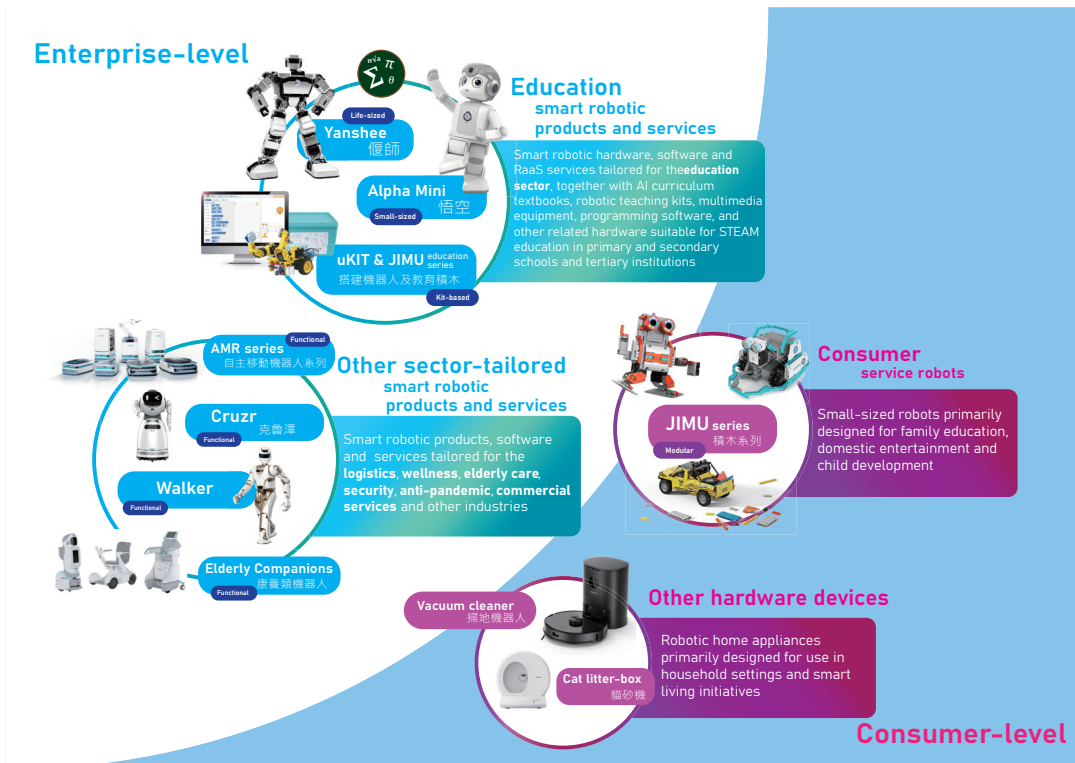 Enterprise-level
n√a π
Σ θ
Education
smart robotic
products and services
Life-sized
Yanshee
偃師
Alpha Mini
悟空
Small-sized
uKIT & JIMU education series
搭建機器人及教育積木
Kit-based
Smart robotic hardware, software and
RaaS services tailored for theeducation
sector, together with AI curriculum
textbooks, robotic teaching kits, multimedia
equipment, programming software, and
other related hardware suitable for STEAM
education in primary and secondary
schools and tertiary institutions
Functional
AMR series
自主移動機器人系列
Cruzr
克魯澤
Functional
Walker
Functional
Elderly Companions
康養類機器人
Functional
Other sector-tailored
smart robotic
products and services
Smart robotic products, software
and services tailored for the
logistics, wellness, elderly care,
security, anti-pandemic, commercial
services and other industries
Consumer
service robots
JIMU series
積木系列
Modular
Small-sized robots primarily
designed for family education,
domestic entertainment and
child development
Vacuum cleaner
掃地機器人
Cat litter-box
貓砂機
Other hardware devices
Robotic home appliances
primarily designed for use in
household settings and smart
living initiatives
Consumer-level